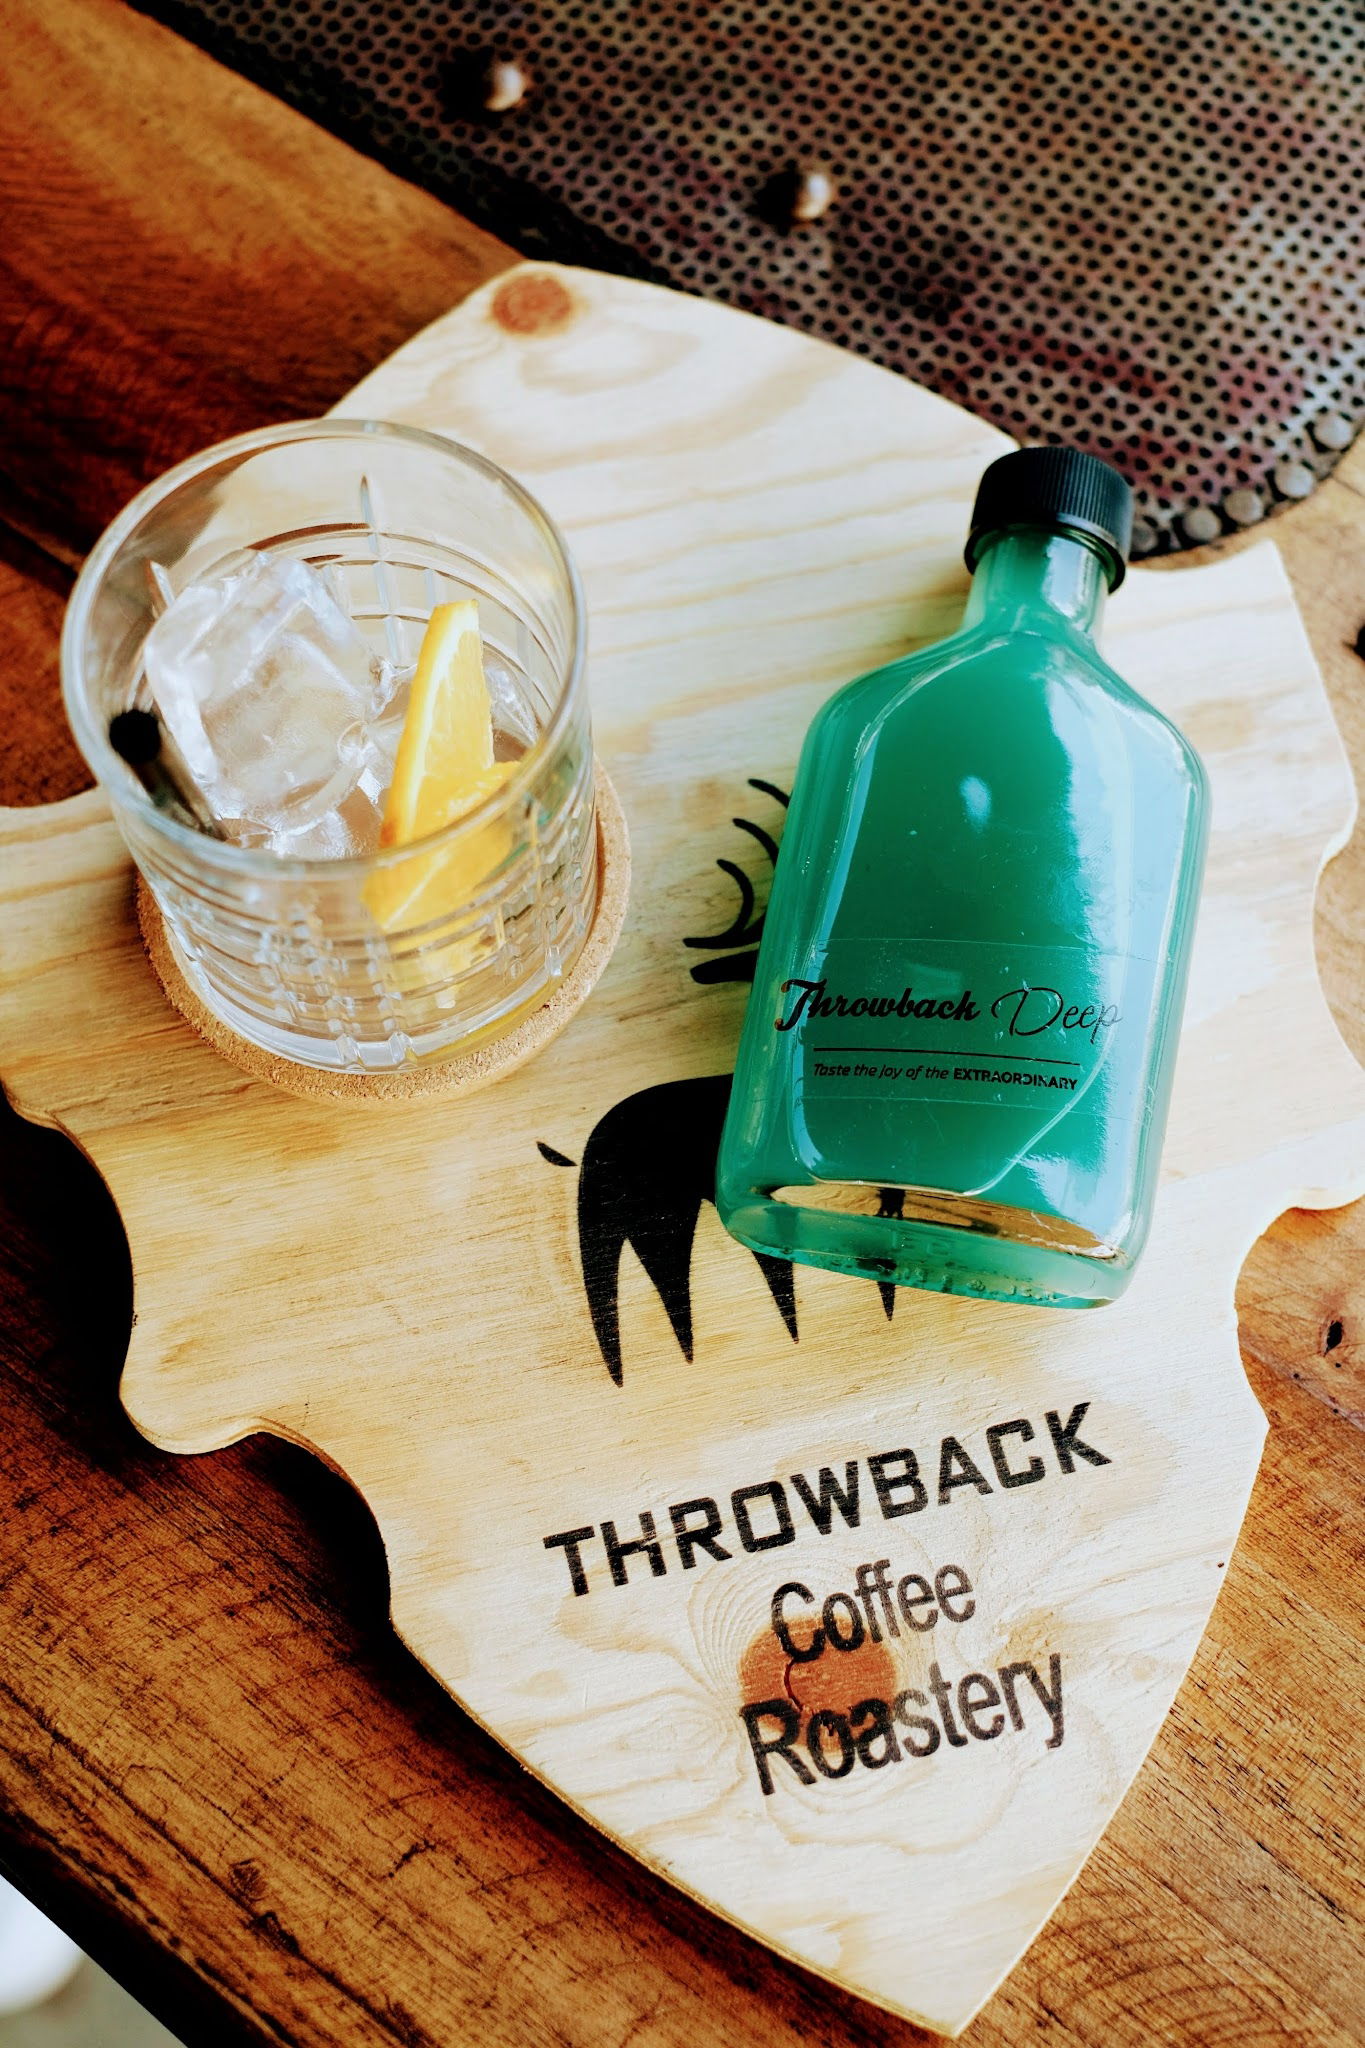 Throwback Deep
Taste the Joy of the EXTRAORDINARY
THROWBACK
Coffee
Roastery